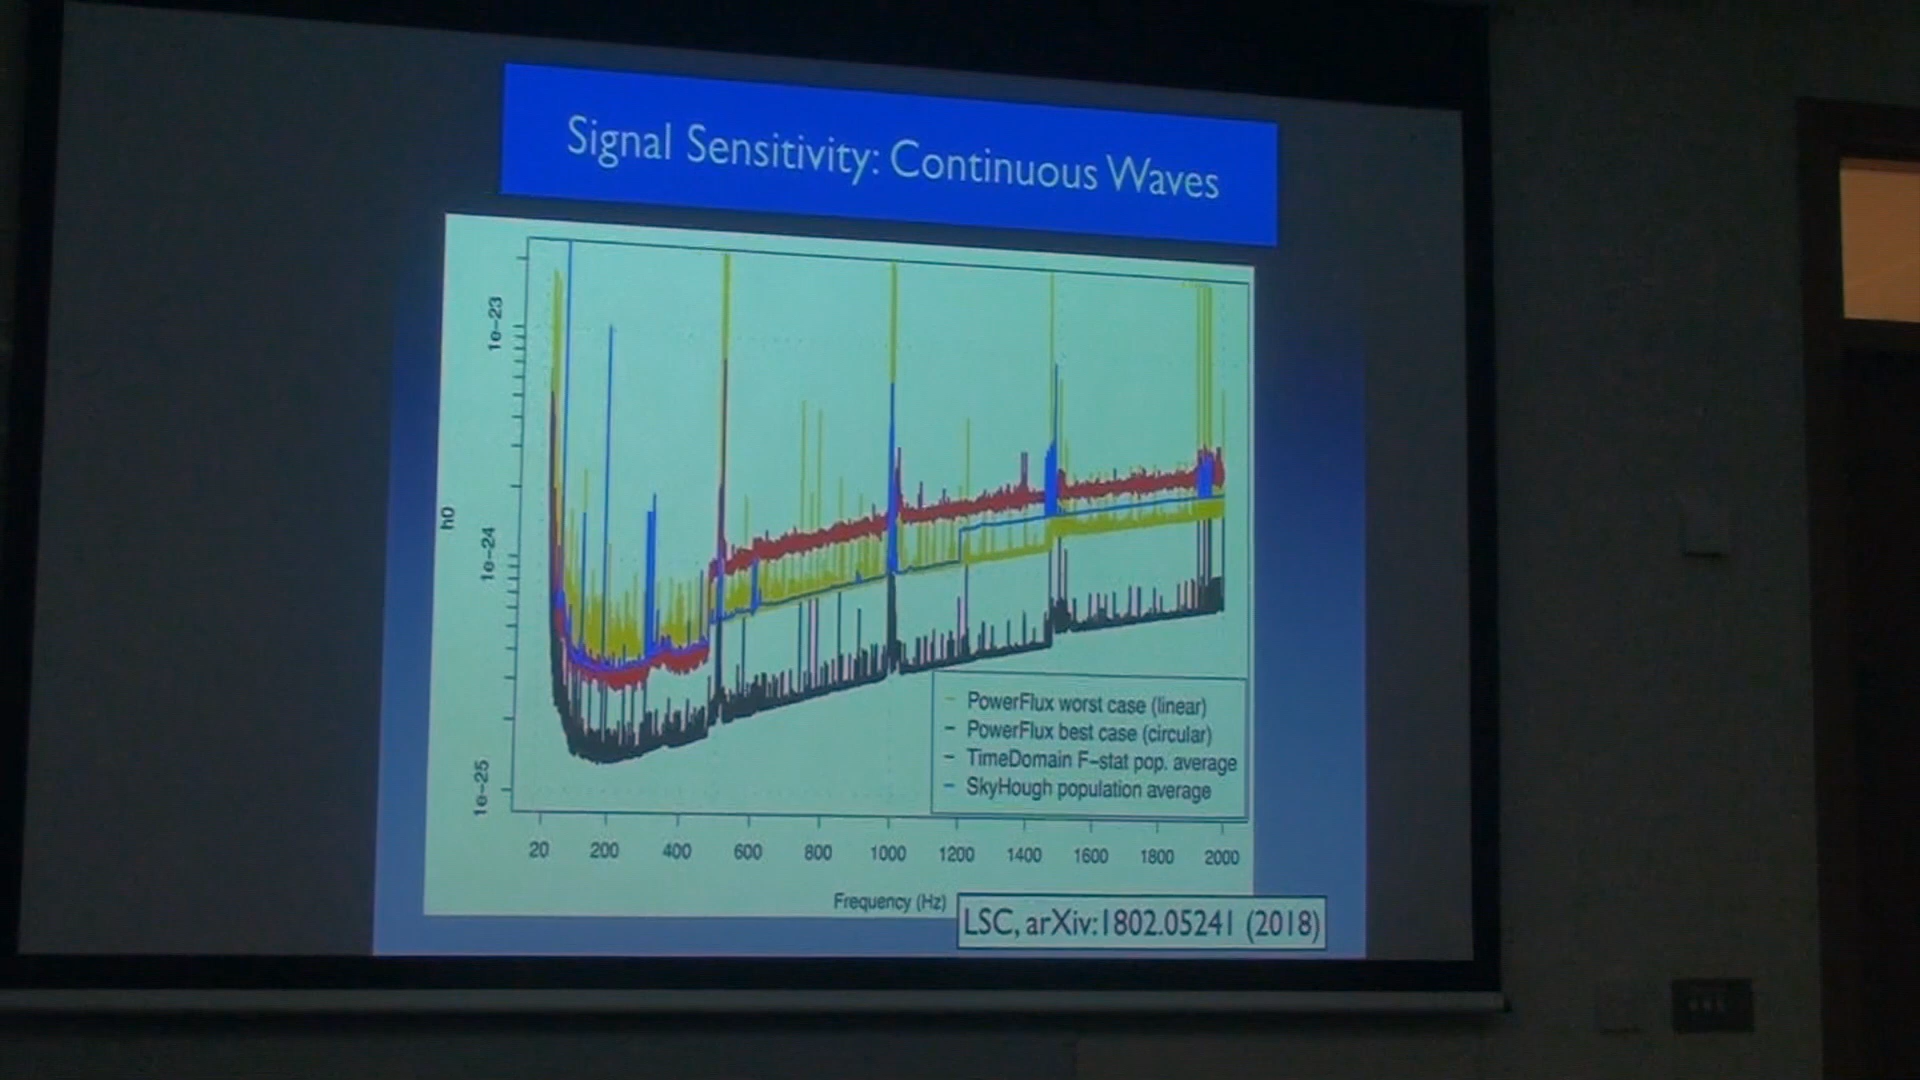 Signal Sensitivity: Continuous Waves
1e−23
h0
1e−24
1e−25
PowerFlux worst case (linear)
PowerFlux best case (circular)
TimeDomain F−stat pop. average
SkyHough population average
20 200 400 600 800 1000 1200 1400 1600 1800 2000
Frequency (Hz)
LSC, arXiv:1802.05241 (2018)